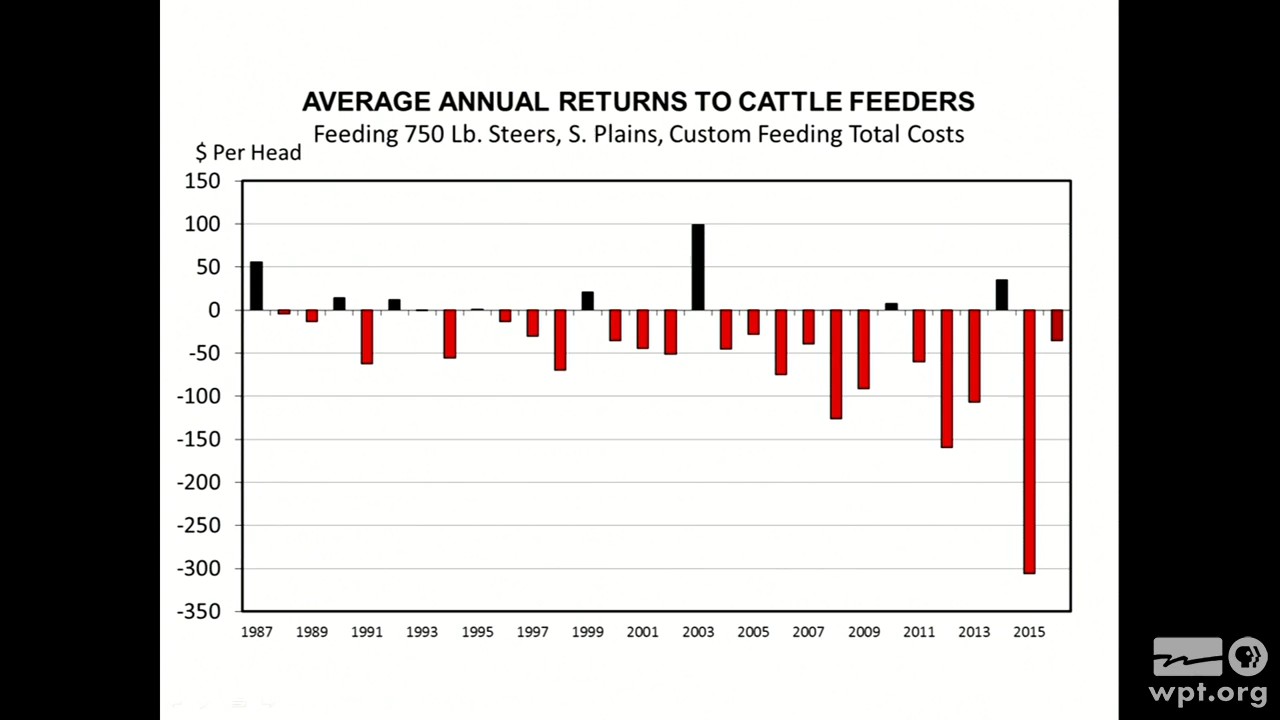 AVERAGE ANNUAL RETURNS TO CATTLE FEEDERS
Feeding 750 Lb. Steers, S. Plains, Custom Feeding Total Costs
$ Per Head
150
100
50
0
-50
-100
-150
-200
-250
-300
-350
1987 1989 1991 1993 1995 1997 1999 2001 2003 2005 2007 2009 2011 2013 2015
wpt.org